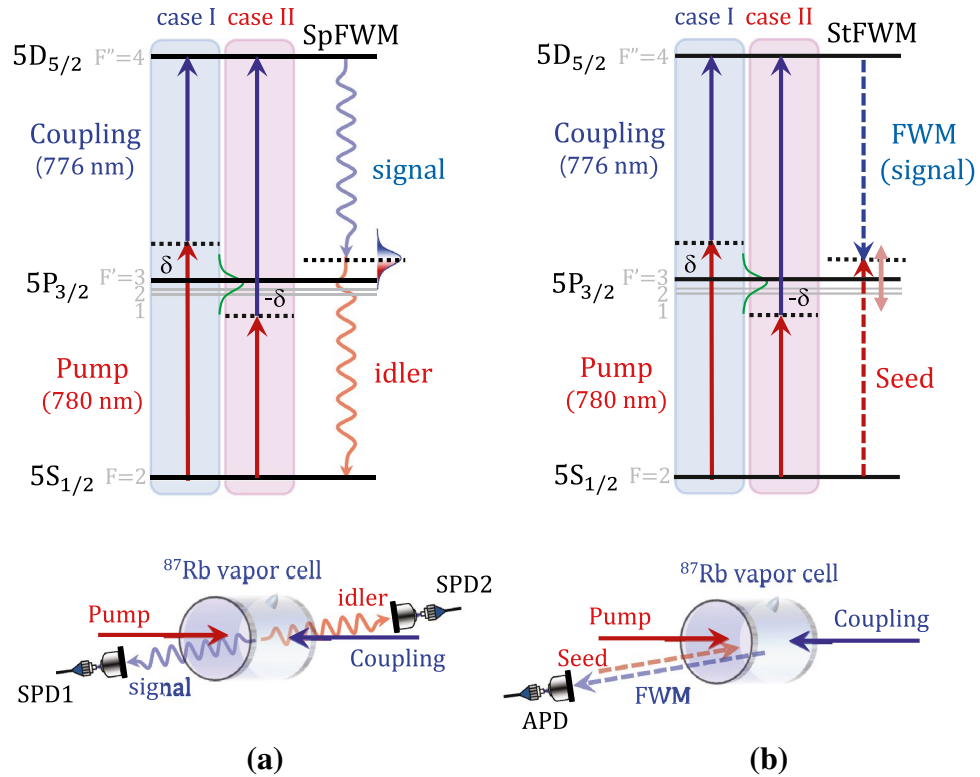 case I case II
SpFWM
5D5/2 F"=4
Coupling
(776 nm)
signal
δ
5P3/2 F'=3
2
1
-δ
Pump
(780 nm)
idler
5S1/2 F=2
87Rb vapor cell
Pump
idler
SPD2
Coupling
SPD1
signal
(a)
case I case II
StFWM
5D5/2 F"=4
Coupling
(776 nm)
FWM
(signal)
δ
5P3/2 F'=3
2
1
-δ
Pump
(780 nm)
Seed
5S1/2 F=2
87Rb vapor cell
Pump
Coupling
Seed
FWM
APD
(b)